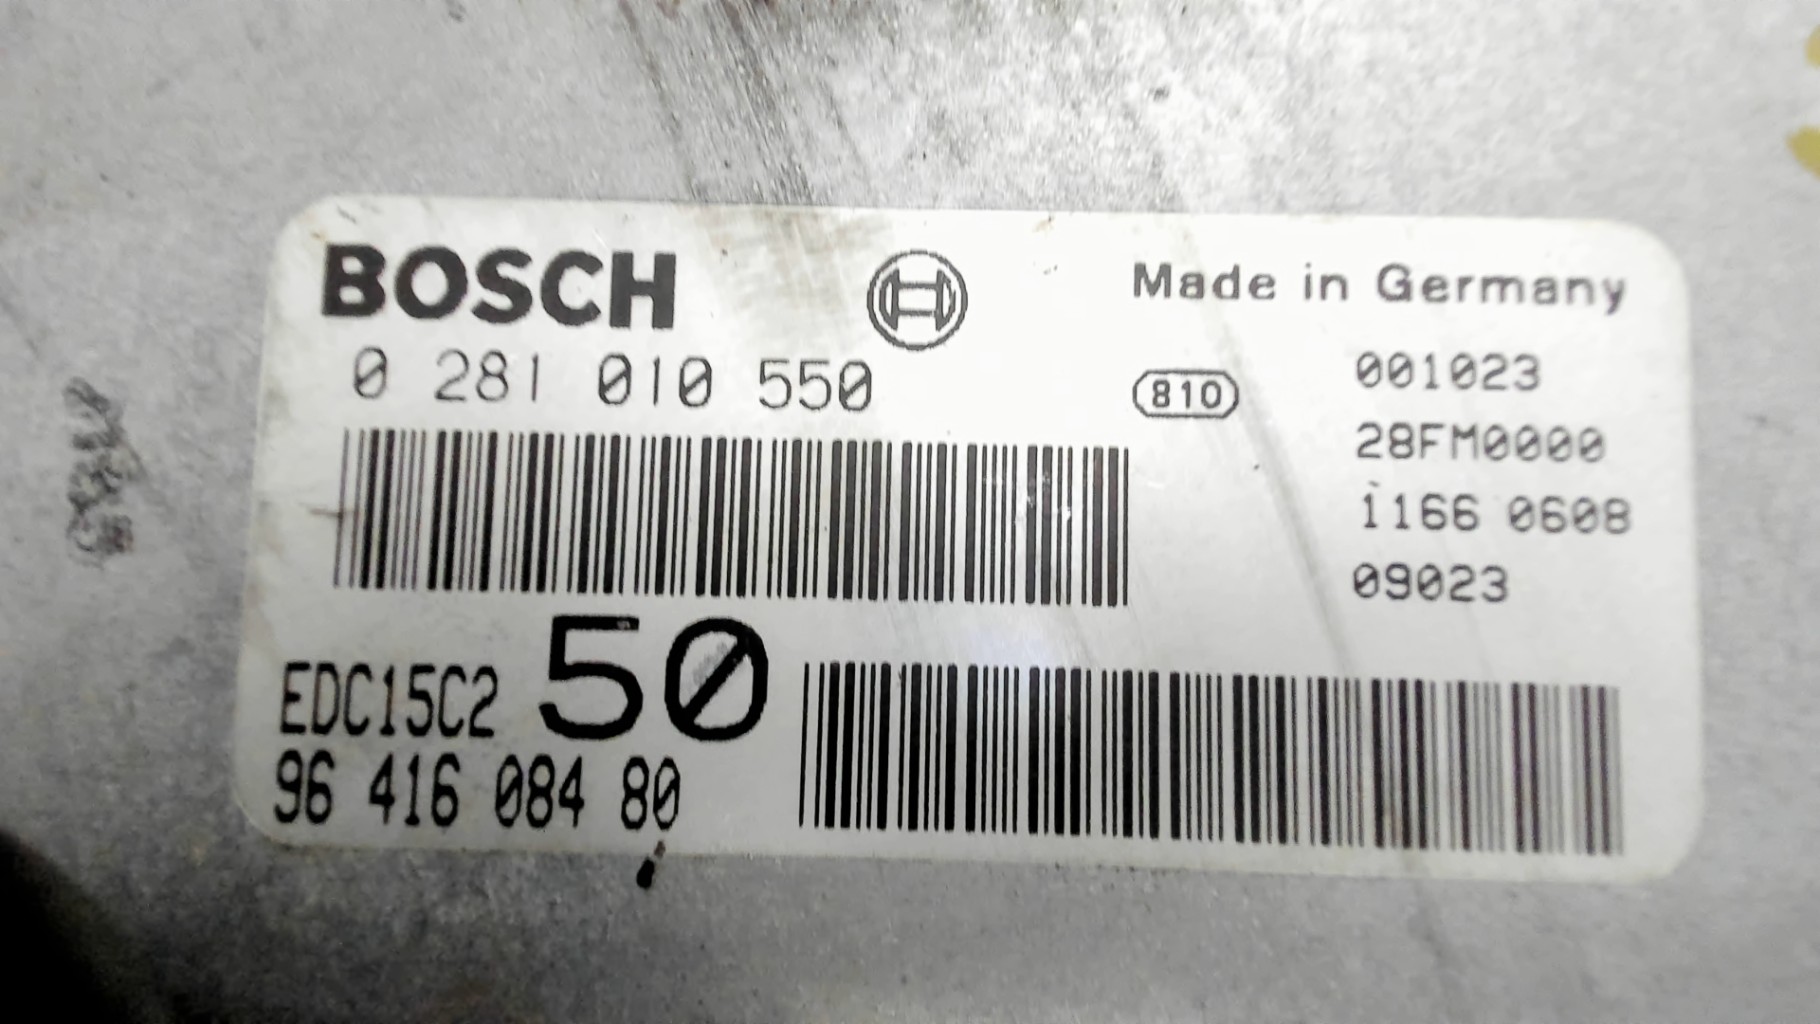 BOSCH
Made in Germany
0 281 010 550
810
001023
28FM0000
1166 0608
09023
EDC15C2 50
96 416 084 80